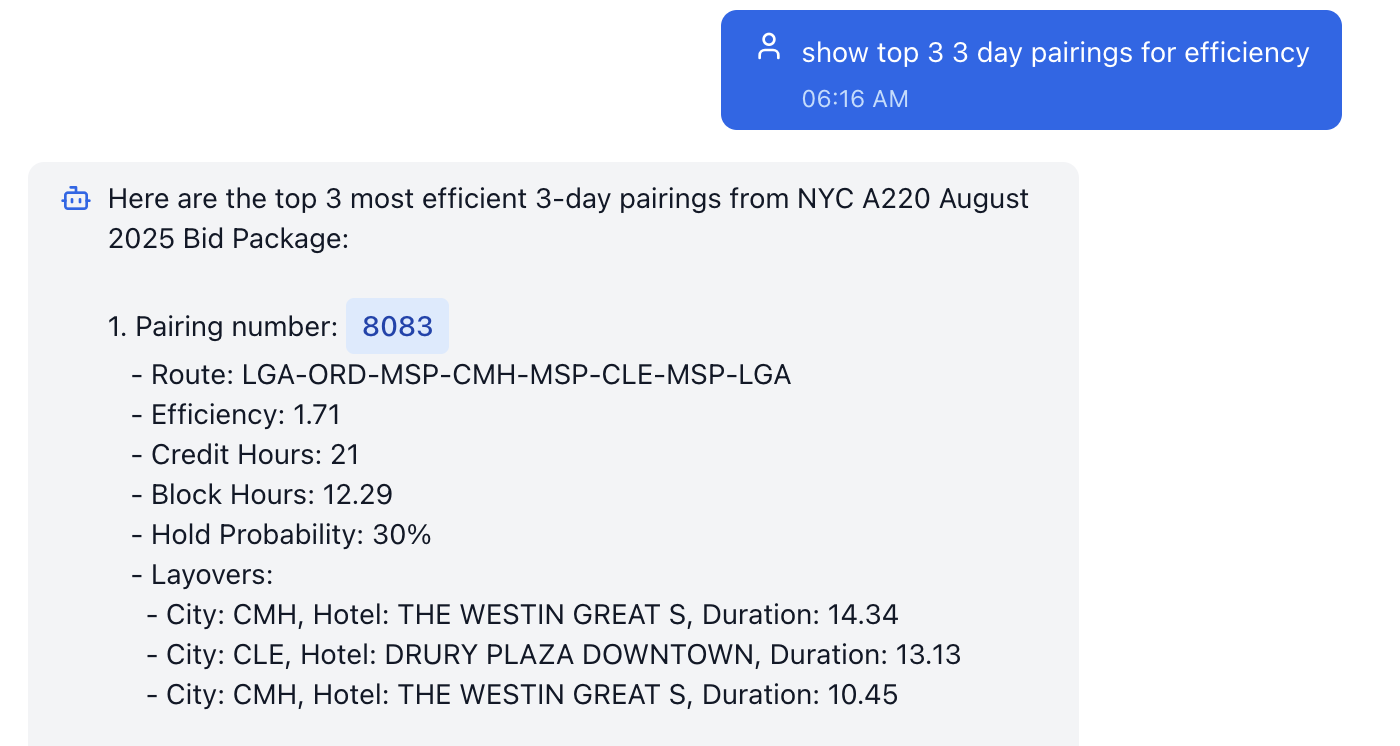 show top 3 3 day pairings for efficiency
06:16 AM
Here are the top 3 most efficient 3-day pairings from NYC A220 August
2025 Bid Package:
1. Pairing number: 8083
- Route: LGA-ORD-MSP-CMH-MSP-CLE-MSP-LGA
- Efficiency: 1.71
- Credit Hours: 21
- Block Hours: 12.29
- Hold Probability: 30%
- Layovers:
- City: CMH, Hotel: THE WESTIN GREAT S, Duration: 14.34
- City: CLE, Hotel: DRURY PLAZA DOWNTOWN, Duration: 13.13
- City: CMH, Hotel: THE WESTIN GREAT S, Duration: 10.45